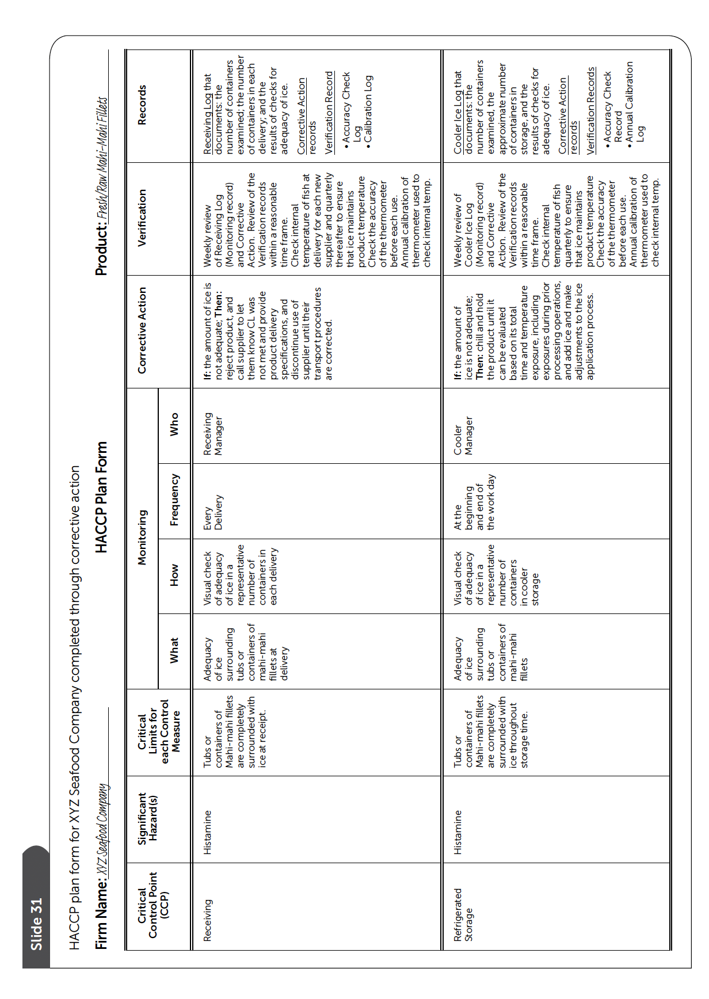 Slide 31
HACCP plan form for XYZ Seafood Company completed through corrective action
Firm Name: XYZ Seafood Company
HACCP Plan Form
Product: Fresh/Raw Mahi-Mahi Fillets
Critical
Control Point
(CCP)
Significant
Hazard(s)
Critical
Limits for
each Control
Measure
Monitoring
What
How
Frequency
Who
Corrective Action
Verification
Records
Receiving
Histamine
Tubs or
containers of
Mahi-mahi fillets
are completely
surrounded with
ice at receipt.
Adequacy
of ice
surrounding
tubs or
containers of
mahi-mahi
fillets at
delivery
Visual check
of adequacy
of ice in a
representative
number of
containers in
each delivery
Every
Delivery
Receiving
Manager
If: the amount of ice is
not adequate; Then:
reject product, and
call supplier to let
them know CL was
not met and provide
product delivery
specifications, and
discontinue use of
supplier until their
transport procedures
are corrected.
Weekly review
of Receiving Log
(Monitoring record)
and Corrective
Action. Review of the
Verification records
within a reasonable
time frame.
Check internal
temperature of fish at
delivery for each new
supplier and quarterly
thereafter to ensure
that ice maintains
product temperature
Check the accuracy
of the thermometer
before each use.
Annual calibration of
thermometer used to
check internal temp.
Receiving Log that
documents: the
number of containers
examined; the number
of containers in each
delivery; and the
results of checks for
adequacy of ice.
Corrective Action
records
Verification Record
• Accuracy Check
Log
• Calibration Log
Refrigerated
Storage
Histamine
Tubs or
containers of
Mahi-mahi fillets
are completely
surrounded with
ice throughout
storage time.
Adequacy
of ice
surrounding
tubs or
containers of
mahi-mahi
fillets
Visual check
of adequacy
of ice in a
representative
number of
containers
in cooler
storage
At the
beginning
and end of
the work day
Cooler
Manager
If: the amount of
ice is not adequate;
Then: chill and hold
the product until it
can be evaluated
based on its total
time and temperature
exposure, including
exposures during prior
processing operations,
and add ice and make
adjustments to the ice
application process.
Weekly review of
Cooler Ice Log
(Monitoring record)
and Corrective
Action. Review of the
Verification records
within a reasonable
time frame.
Check internal
temperature of fish
quarterly to ensure
that ice maintains
product temperature
Check the accuracy
of the thermometer
before each use.
Annual calibration of
thermometer used to
check internal temp.
Cooler Ice Log that
documents: the
number of containers
examined, the
approximate number
of containers in
storage, and the
results of checks for
adequacy of ice.
Corrective Action
records
Verification Records
• Accuracy Check
Record
• Annual Calibration
Log